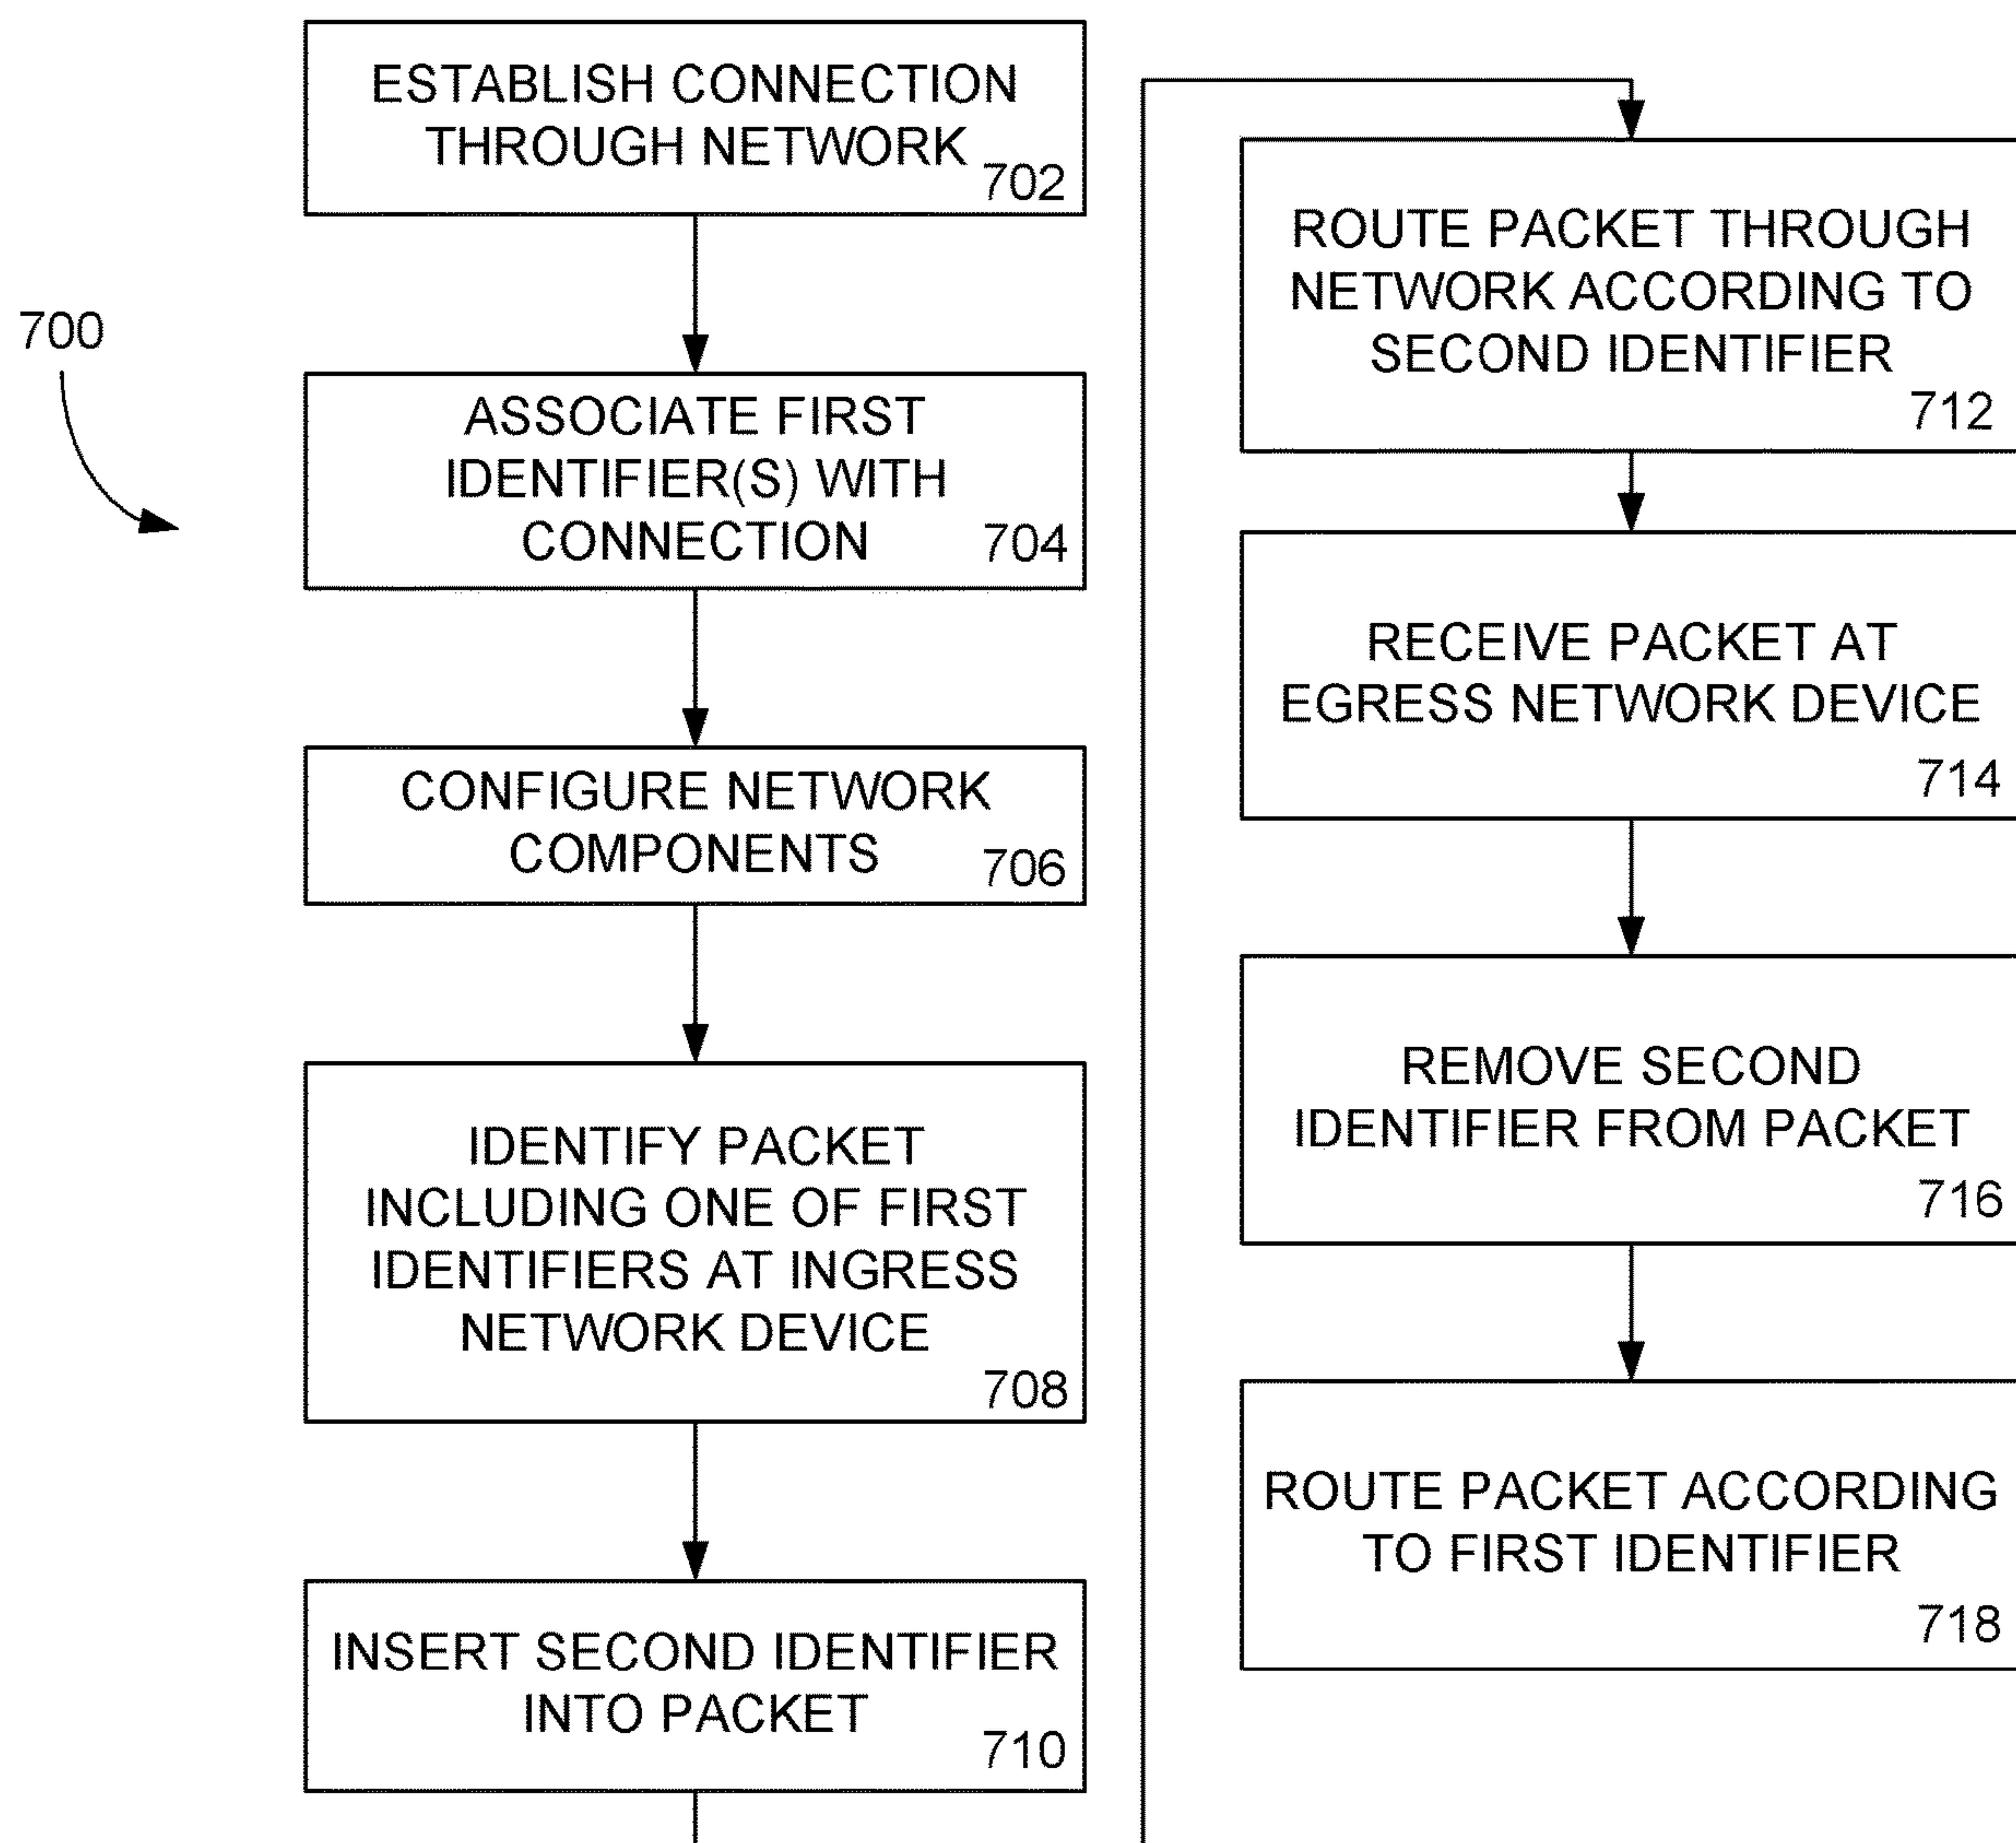 700
ESTABLISH CONNECTION
THROUGH NETWORK
702
ASSOCIATE FIRST
IDENTIFIER(S) WITH
CONNECTION
704
CONFIGURE NETWORK
COMPONENTS
706
IDENTIFY PACKET
INCLUDING ONE OF FIRST
IDENTIFIERS AT INGRESS
NETWORK DEVICE
708
INSERT SECOND IDENTIFIER
INTO PACKET
710
ROUTE PACKET THROUGH
NETWORK ACCORDING TO
SECOND IDENTIFIER
712
RECEIVE PACKET AT
EGRESS NETWORK DEVICE
714
REMOVE SECOND
IDENTIFIER FROM PACKET
716
ROUTE PACKET ACCORDING
TO FIRST IDENTIFIER
718